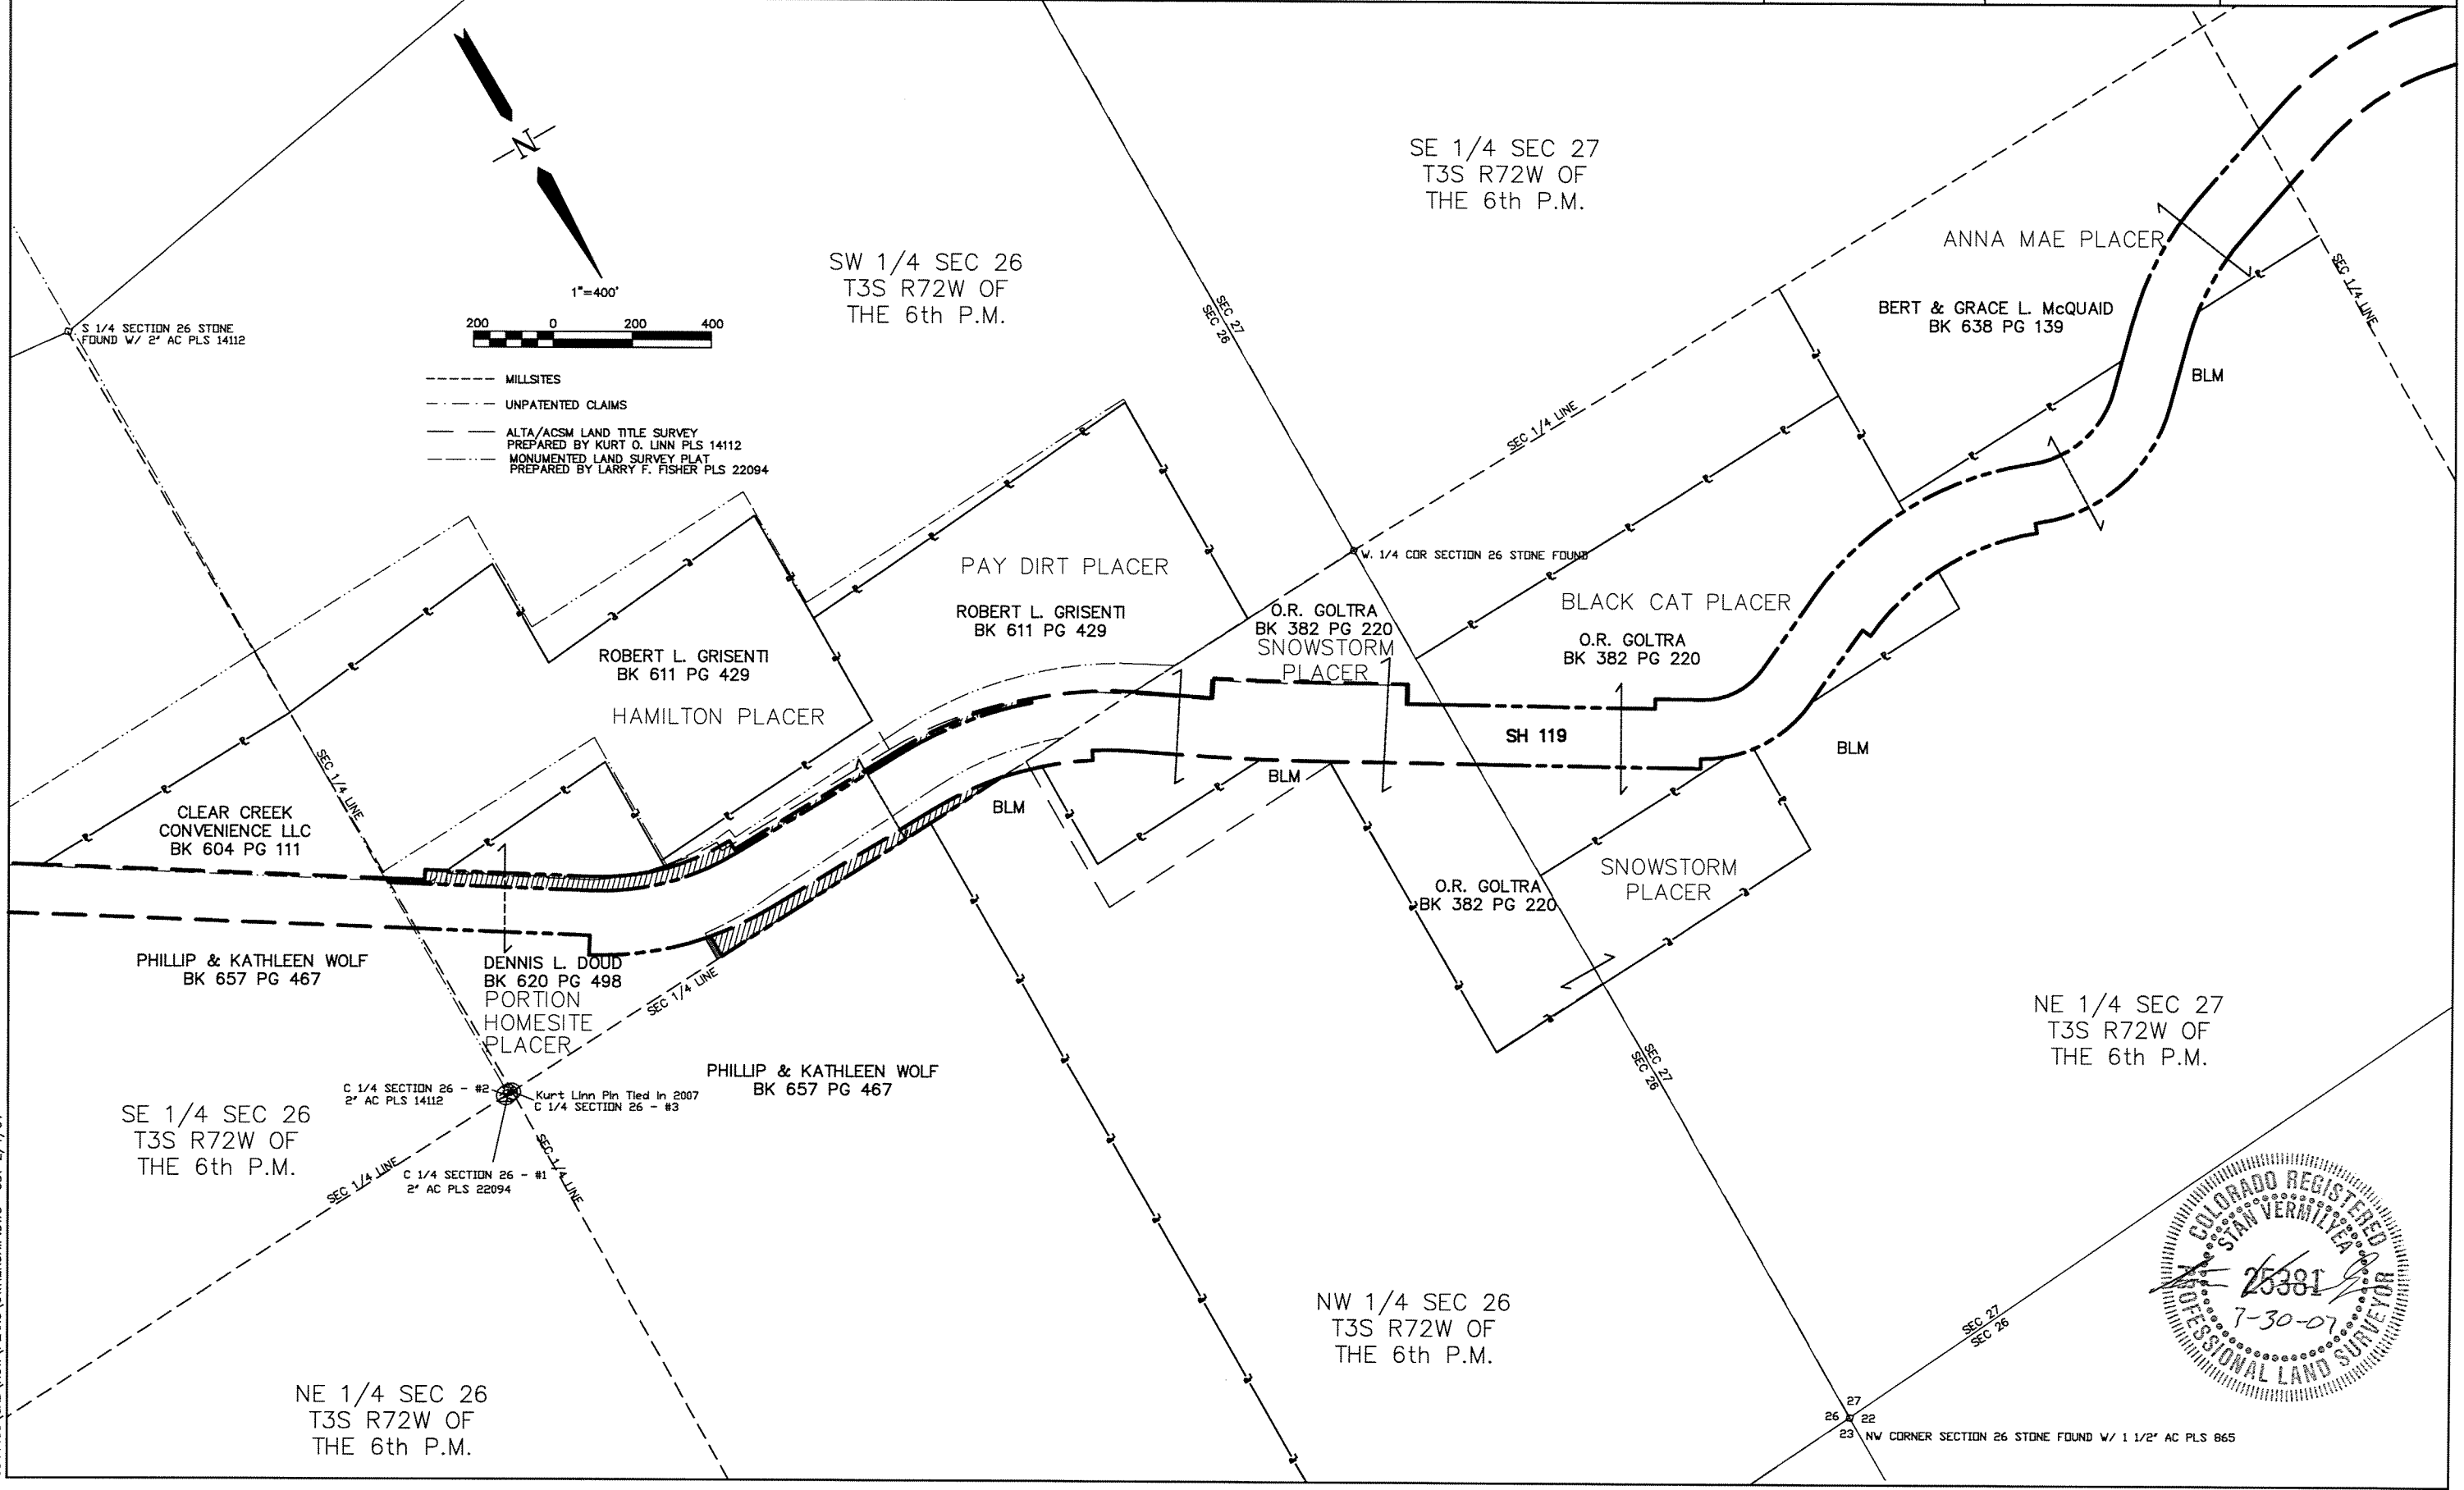 SE 1/4 SEC 27
T3S R72W OF
THE 6th P.M.
N
1"=400'
200 0 200 400
MILLSITES
UNPATENTED CLAIMS
ALTA/ACSM LAND TITLE SURVEY
PREPARED BY KURT O. LINN PLS 14112
MONUMENTED LAND SURVEY PLAT
PREPARED BY LARRY F. FISHER PLS 22094
S 1/4 SECTION 26 STONE
FOUND W/ 2" AC PLS 14112
SW 1/4 SEC 26
T3S R72W OF
THE 6th P.M.
SEC 27
SEC 26
ANNA MAE PLACER
BERT & GRACE L. McQUAID
BK 638 PG 139
BLM
SEC 1/4 LINE
SEC 1/4 LINE
W. 1/4 COR SECTION 26 STONE FOUND
PAY DIRT PLACER
ROBERT L. GRISENTI
BK 611 PG 429
O.R. GOLTRA
BK 382 PG 220
SNOWSTORM
PLACER
BLACK CAT PLACER
O.R. GOLTRA
BK 382 PG 220
ROBERT L. GRISENTI
BK 611 PG 429
HAMILTON PLACER
SH 119
BLM
BLM
BLM
SEC 1/4 LINE
CLEAR CREEK
CONVENIENCE LLC
BK 604 PG 111
SNOWSTORM
PLACER
O.R. GOLTRA
BK 382 PG 220
PHILLIP & KATHLEEN WOLF
BK 657 PG 467
DENNIS L. DOUD
BK 620 PG 498
PORTION
HOMESITE
PLACER
SEC 1/4 LINE
PHILLIP & KATHLEEN WOLF
BK 657 PG 467
SEC 27
SEC 26
NE 1/4 SEC 27
T3S R72W OF
THE 6th P.M.
C 1/4 SECTION 26 - #2
2" AC PLS 14112
Kurt Linn Pin Tied In 2007
C 1/4 SECTION 26 - #3
SE 1/4 SEC 26
T3S R72W OF
THE 6th P.M.
SEC 1/4 LINE
SEC 1/4 LINE
C 1/4 SECTION 26 - #1
2" AC PLS 22094
NW 1/4 SEC 26
T3S R72W OF
THE 6th P.M.
NE 1/4 SEC 26
T3S R72W OF
THE 6th P.M.
SEC 27
SEC 26
27
26 22
23
NW CORNER SECTION 26 STONE FOUND W/ 1 1/2" AC PLS 865
COLORADO REGISTERED
STAN VERMILYEA
25381
7-30-07
PROFESSIONAL LAND SURVEYOR